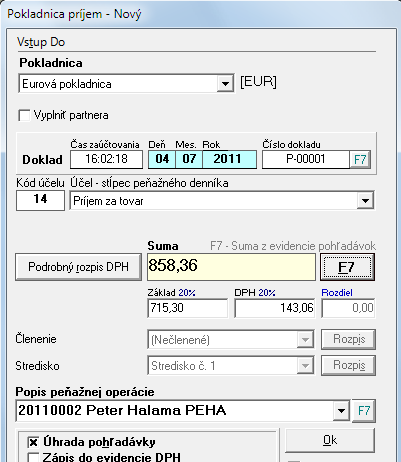 Pokladnica príjem - Nový
Vstup Do
Pokladnica
Eurová pokladnica [EUR]
Vyplniť partnera
Čas zaúčtovania Deň Mes. Rok Číslo dokladu
Doklad 16:02:18 04 07 2011 P-00001 F7
Kód účelu Účel - stĺpec peňažného denníka
14 Príjem za tovar
Suma F7 - Suma z evidencie pohľadávok
Podrobný rozpis DPH 858,36 F7
Základ 20% DPH 20% Rozdiel
715,30 143,06 0,00
Členenie (Nečlenené) Rozpis
Stredisko Stredisko č. 1 Rozpis
Popis peňažnej operácie
20110002 Peter Halama PEHA F7
Úhrada pohľadávky Ok
Zápis do evidencie DPH